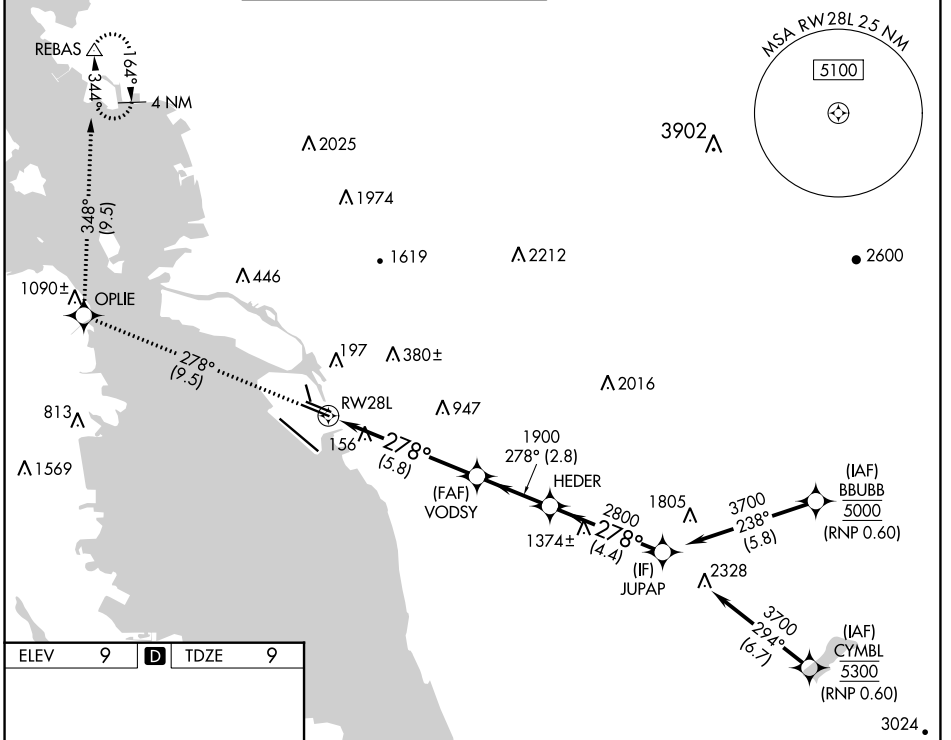 REBAS
164°
344°
4 NM
MSA RW28L 25 NM
5100
3902
2025
1974
348°
(9.5)
1619
2212
2600
446
1090±
OPLIE
278°
(9.5)
197
380±
2016
813
RW28L
947
156
278°
(5.8)
1900
278° (2.8)
1569
(FAF)
VODSY
HEDER
(IAF)
BBUBB
5000
(RNP 0.60)
1805
3700
238°
(5.8)
2800
278°
(4.4)
1374±
(IF)
JUPAP
2328
3700
294°
(6.7)
(IAF)
CYMBL
5300
(RNP 0.60)
ELEV 9 D TDZE 9
3024